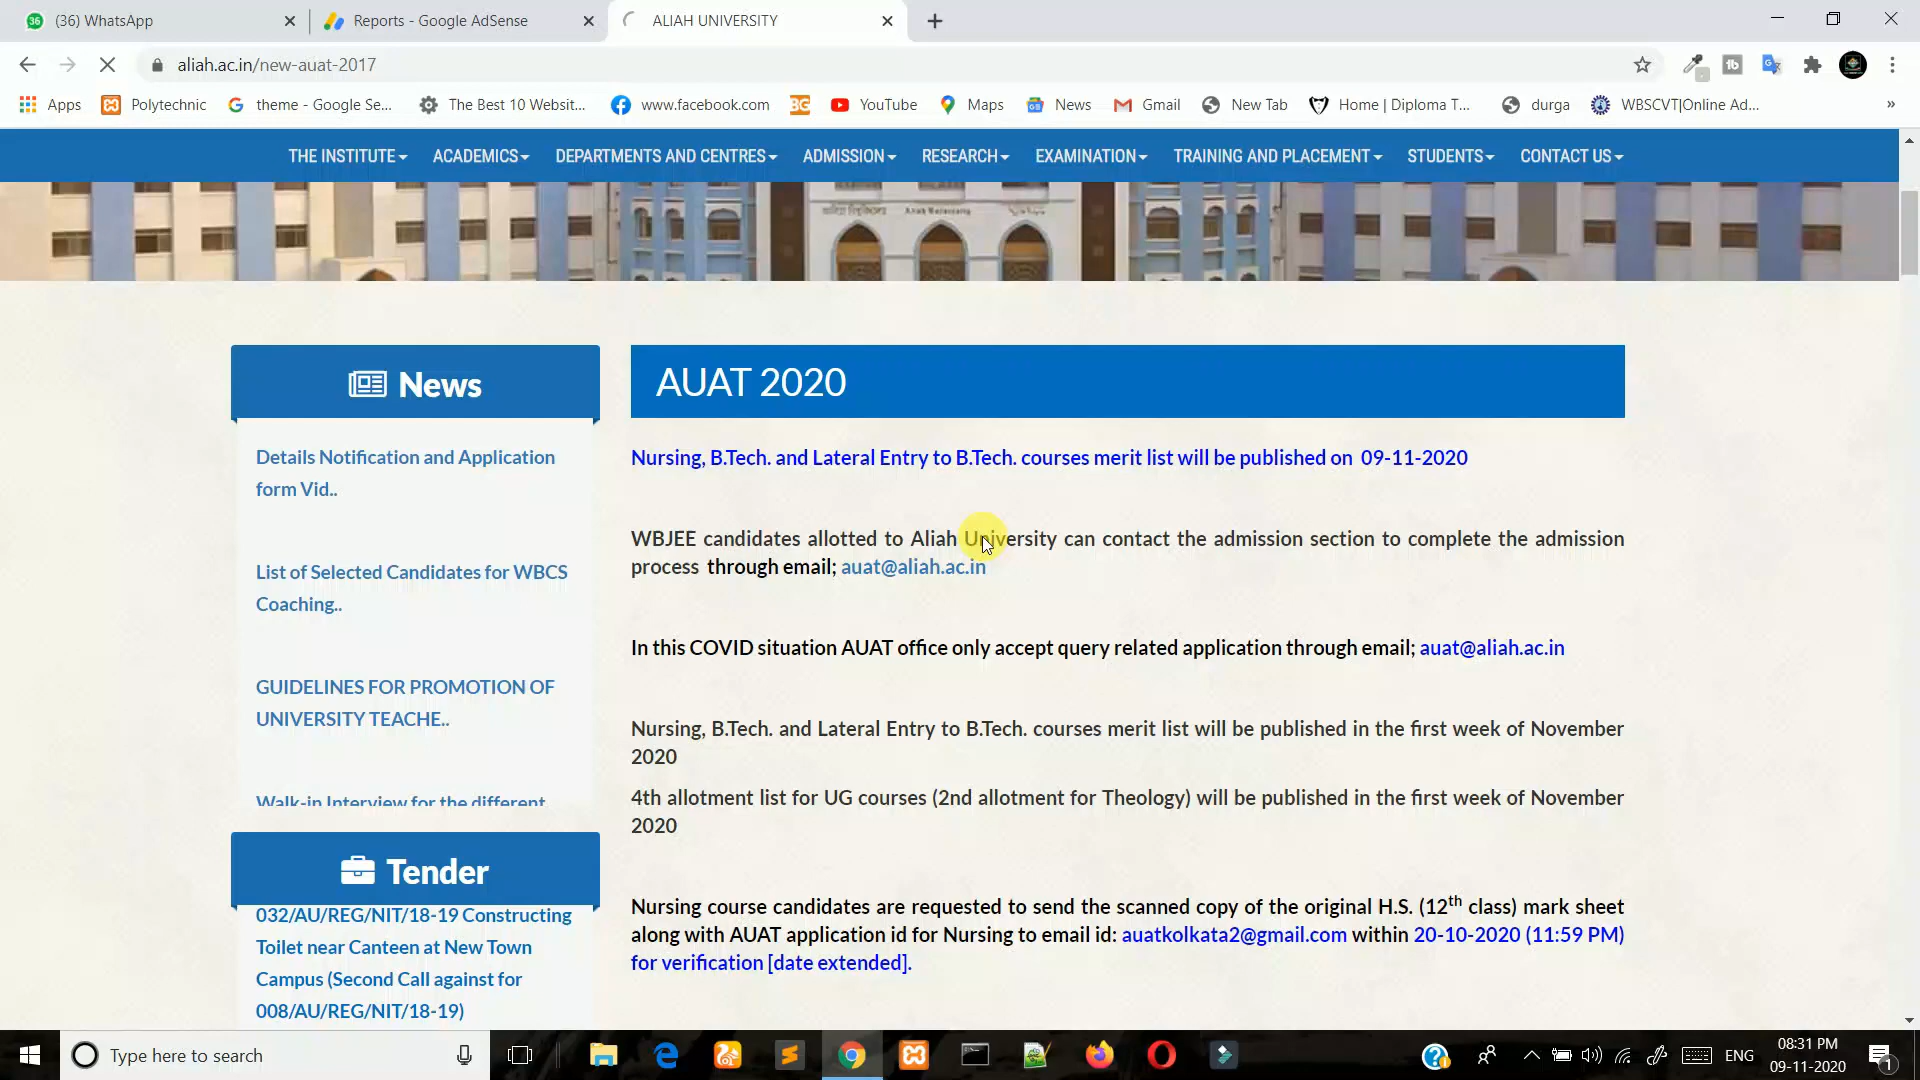 (36) WhatsApp
Reports - Google AdSense
ALIAH UNIVERSITY
aliah.ac.in/new-auat-2017
Apps
Polytechnic
theme - Google Se...
The Best 10 Websit...
www.facebook.com
YouTube
Maps
News
Gmail
New Tab
Home | Diploma T...
durga
WBSCVT|Online Ad...
»
THE INSTITUTE ACADEMICS DEPARTMENTS AND CENTRES ADMISSION RESEARCH EXAMINATION TRAINING AND PLACEMENT STUDENTS CONTACT US
News
Details Notification and Application
form Vid..
List of Selected Candidates for WBCS
Coaching..
GUIDELINES FOR PROMOTION OF
UNIVERSITY TEACHE..
Walk-in Interview for the different
Tender
032/AU/REG/NIT/18-19 Constructing
Toilet near Canteen at New Town
Campus (Second Call against for
008/AU/REG/NIT/18-19)
AUAT 2020
Nursing, B.Tech. and Lateral Entry to B.Tech. courses merit list will be published on 09-11-2020
WBJEE candidates allotted to Aliah University can contact the admission section to complete the admission
process through email; auat@aliah.ac.in
In this COVID situation AUAT office only accept query related application through email; auat@aliah.ac.in
Nursing, B.Tech. and Lateral Entry to B.Tech. courses merit list will be published in the first week of November
2020
4th allotment list for UG courses (2nd allotment for Theology) will be published in the first week of November
2020
Nursing course candidates are requested to send the scanned copy of the original H.S. (12th class) mark sheet
along with AUAT application id for Nursing to email id: auatkolkata2@gmail.com within 20-10-2020 (11:59 PM)
for verification [date extended].
Type here to search
ENG
08:31 PM
09-11-2020
1